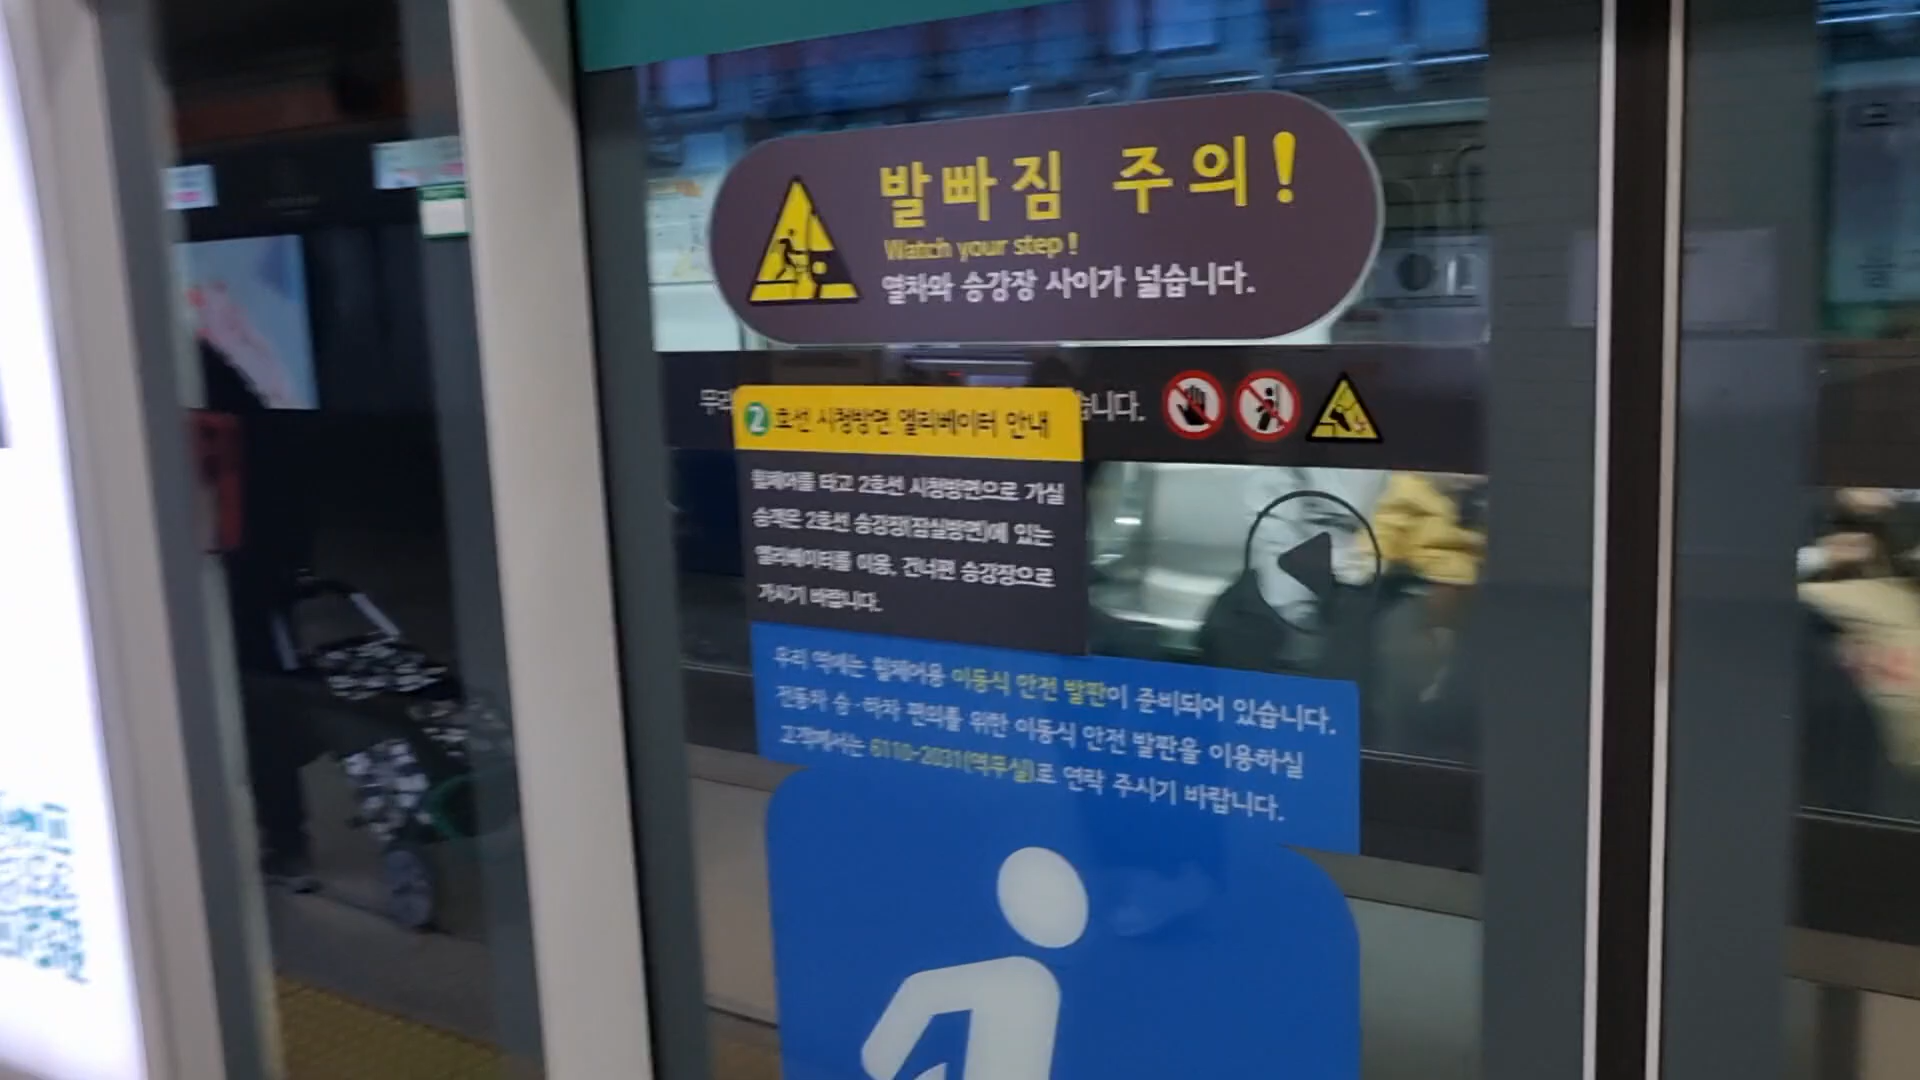 발빠짐 주의!
Watch your step!
열차와 승강장 사이가 넓습니다.
무리
습니다.
2호선 시청방면 엘리베이터 안내
휠체어를 타고 2호선 시청방면으로 가실
승객은 2호선 승강장(잠실방면)에 있는
엘리베이터를 이용, 건너편 승강장으로
가시기 바랍니다.
우리 역에는 휠체어용 이동식 안전 발판이 준비되어 있습니다.
전동차 승·하차 편의를 위한 이동식 안전 발판을 이용하실
고객께서는 6110-2031(역무실)로 연락 주시기 바랍니다.